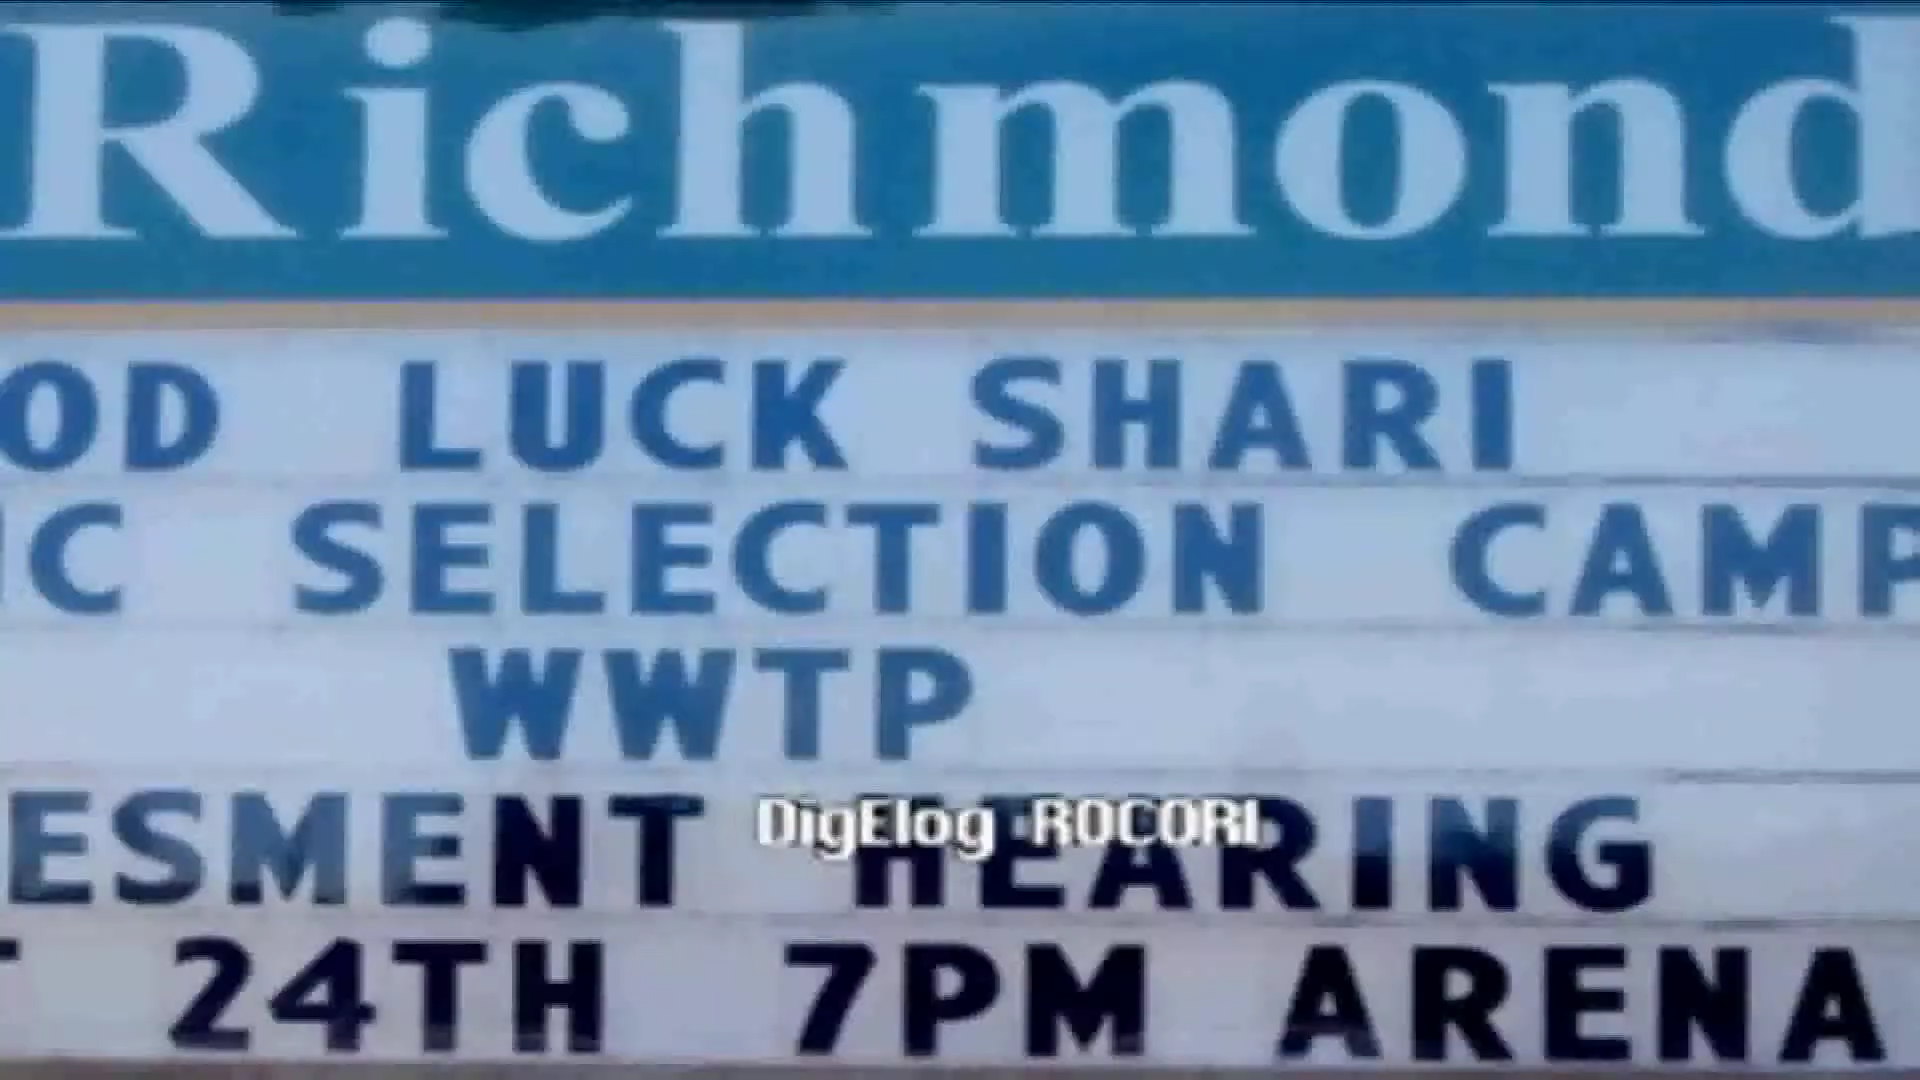 Richmond
OD LUCK SHARI
IC SELECTION CAMP
WWTP
ESMENT HEARING
DigElog ROCORI
T 24TH 7PM ARENA